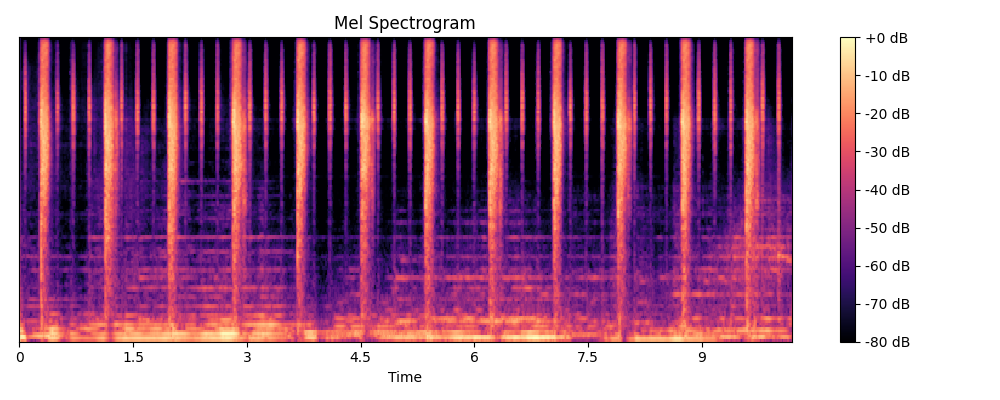 Mel Spectrogram
+0 dB
-10 dB
-20 dB
-30 dB
-40 dB
-50 dB
-60 dB
-70 dB
-80 dB
0 1.5 3 4.5 6 7.5 9
Time